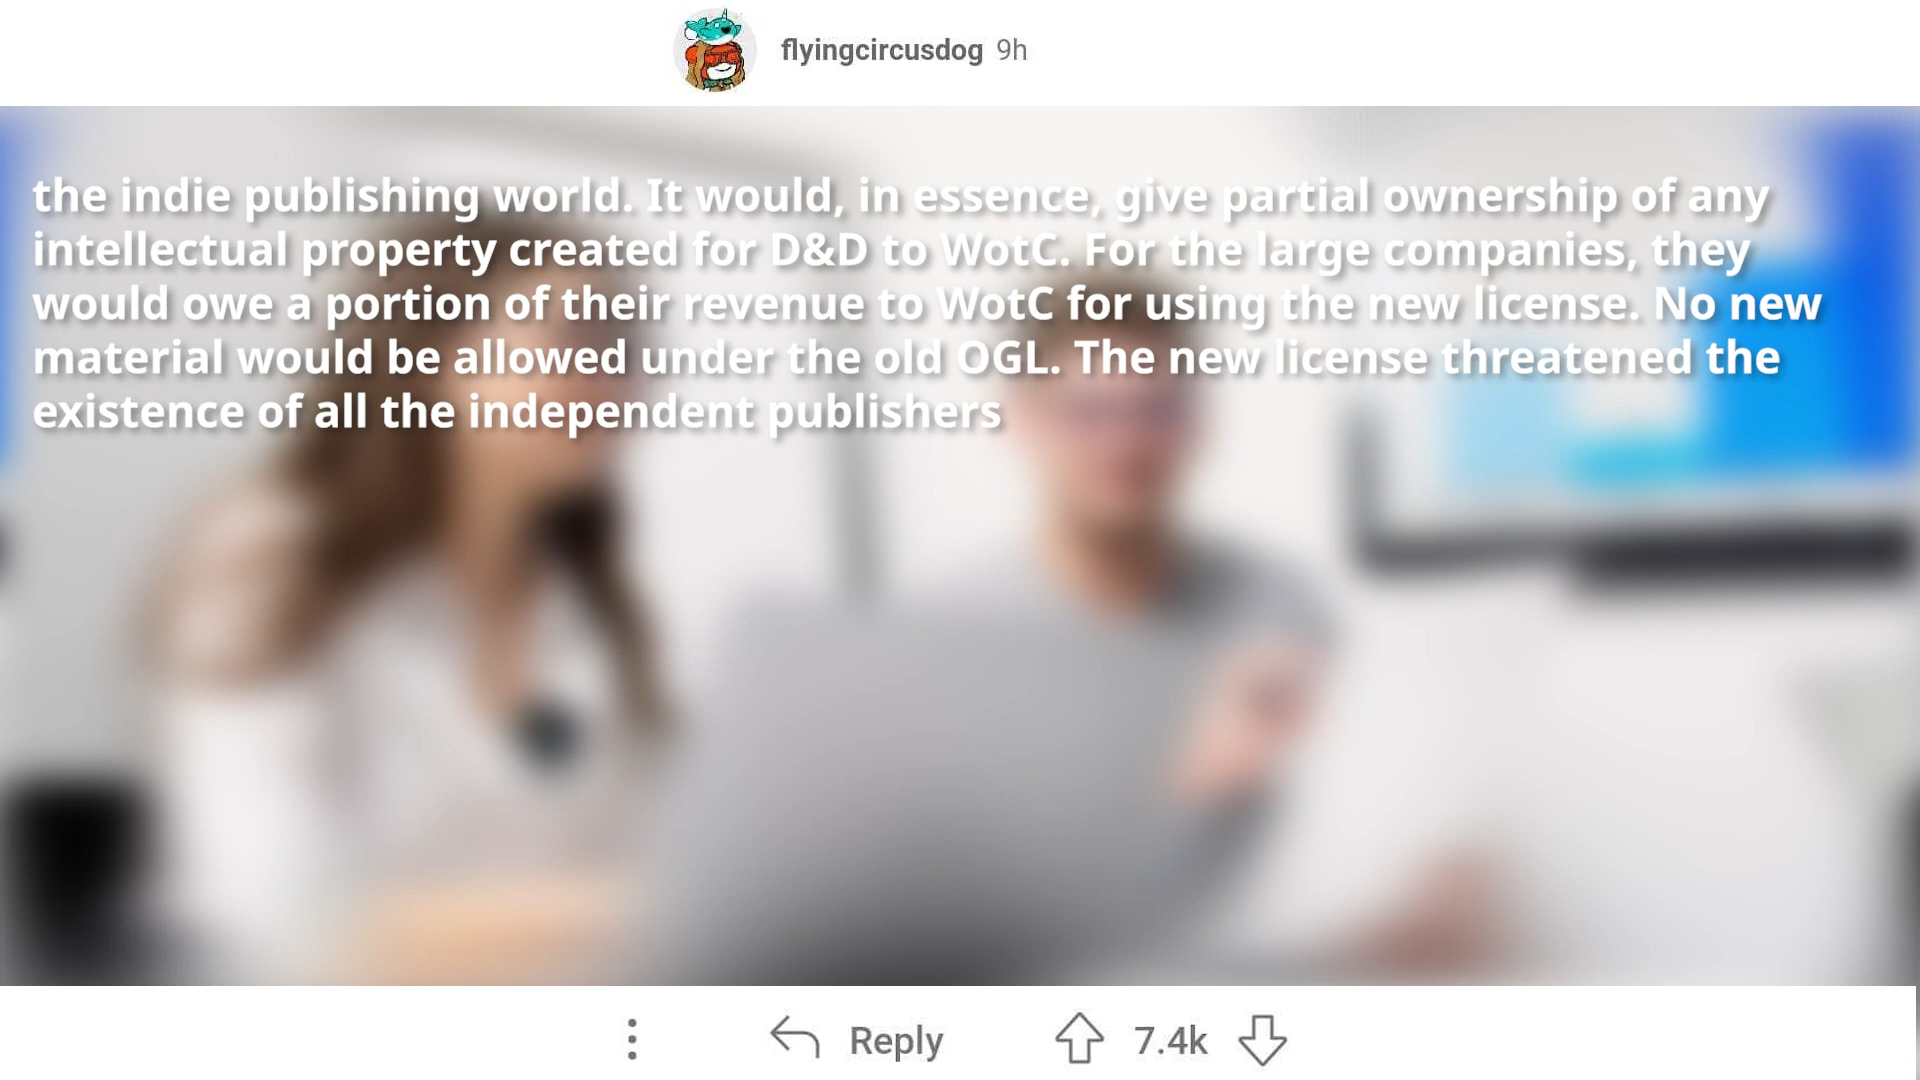 flyingcircusdog 9h
the indie publishing world. It would, in essence, give partial ownership of any
intellectual property created for D&D to WotC. For the large companies, they
would owe a portion of their revenue to WotC for using the new license. No new
material would be allowed under the old OGL. The new license threatened the
existence of all the independent publishers
Reply 7.4k